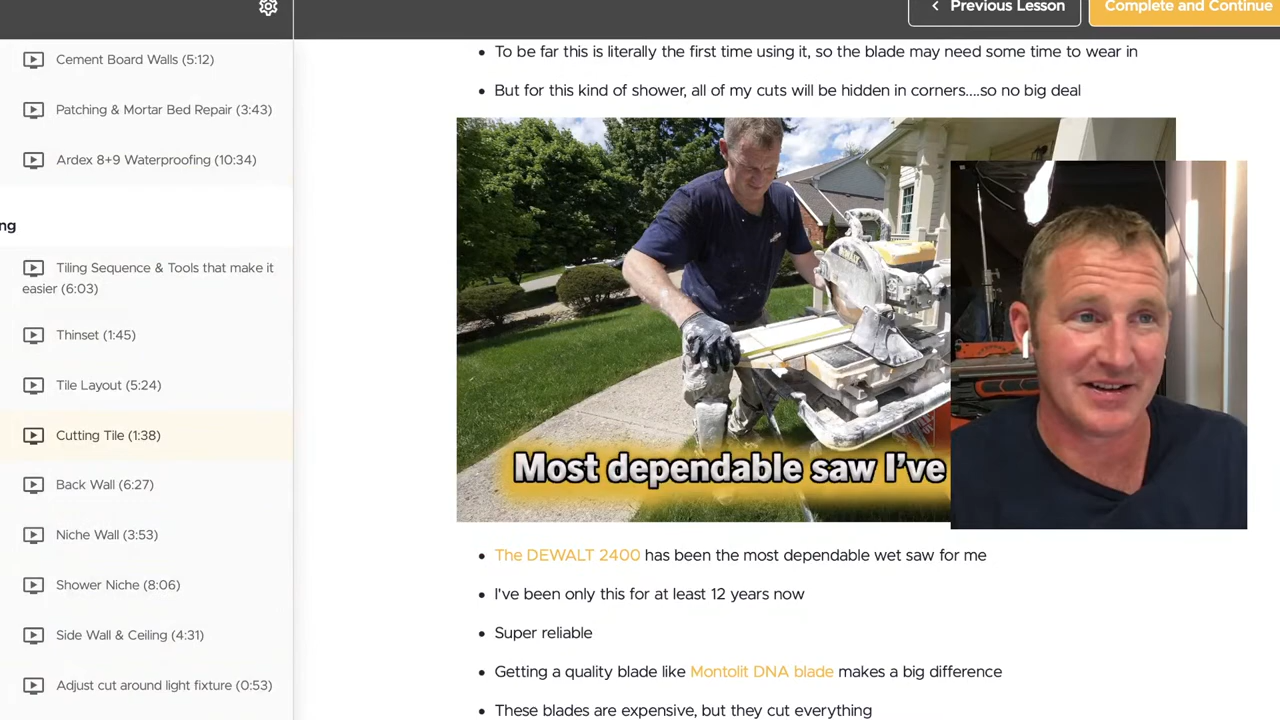 Previous Lesson
Complete and Continue
Cement Board Walls (5:12)
Patching & Mortar Bed Repair (3:43)
Ardex 8+9 Waterproofing (10:34)
ng
Tiling Sequence & Tools that make it
easier (6:03)
Thinset (1:45)
Tile Layout (5:24)
Cutting Tile (1:38)
Back Wall (6:27)
Niche Wall (3:53)
Shower Niche (8:06)
Side Wall & Ceiling (4:31)
Adjust cut around light fixture (0:53)
• To be far this is literally the first time using it, so the blade may need some time to wear in
• But for this kind of shower, all of my cuts will be hidden in corners....so no big deal
DEWALT
Most dependable saw I've
• The DEWALT 2400 has been the most dependable wet saw for me
• I've been only this for at least 12 years now
• Super reliable
• Getting a quality blade like Montolit DNA blade makes a big difference
• These blades are expensive, but they cut everything